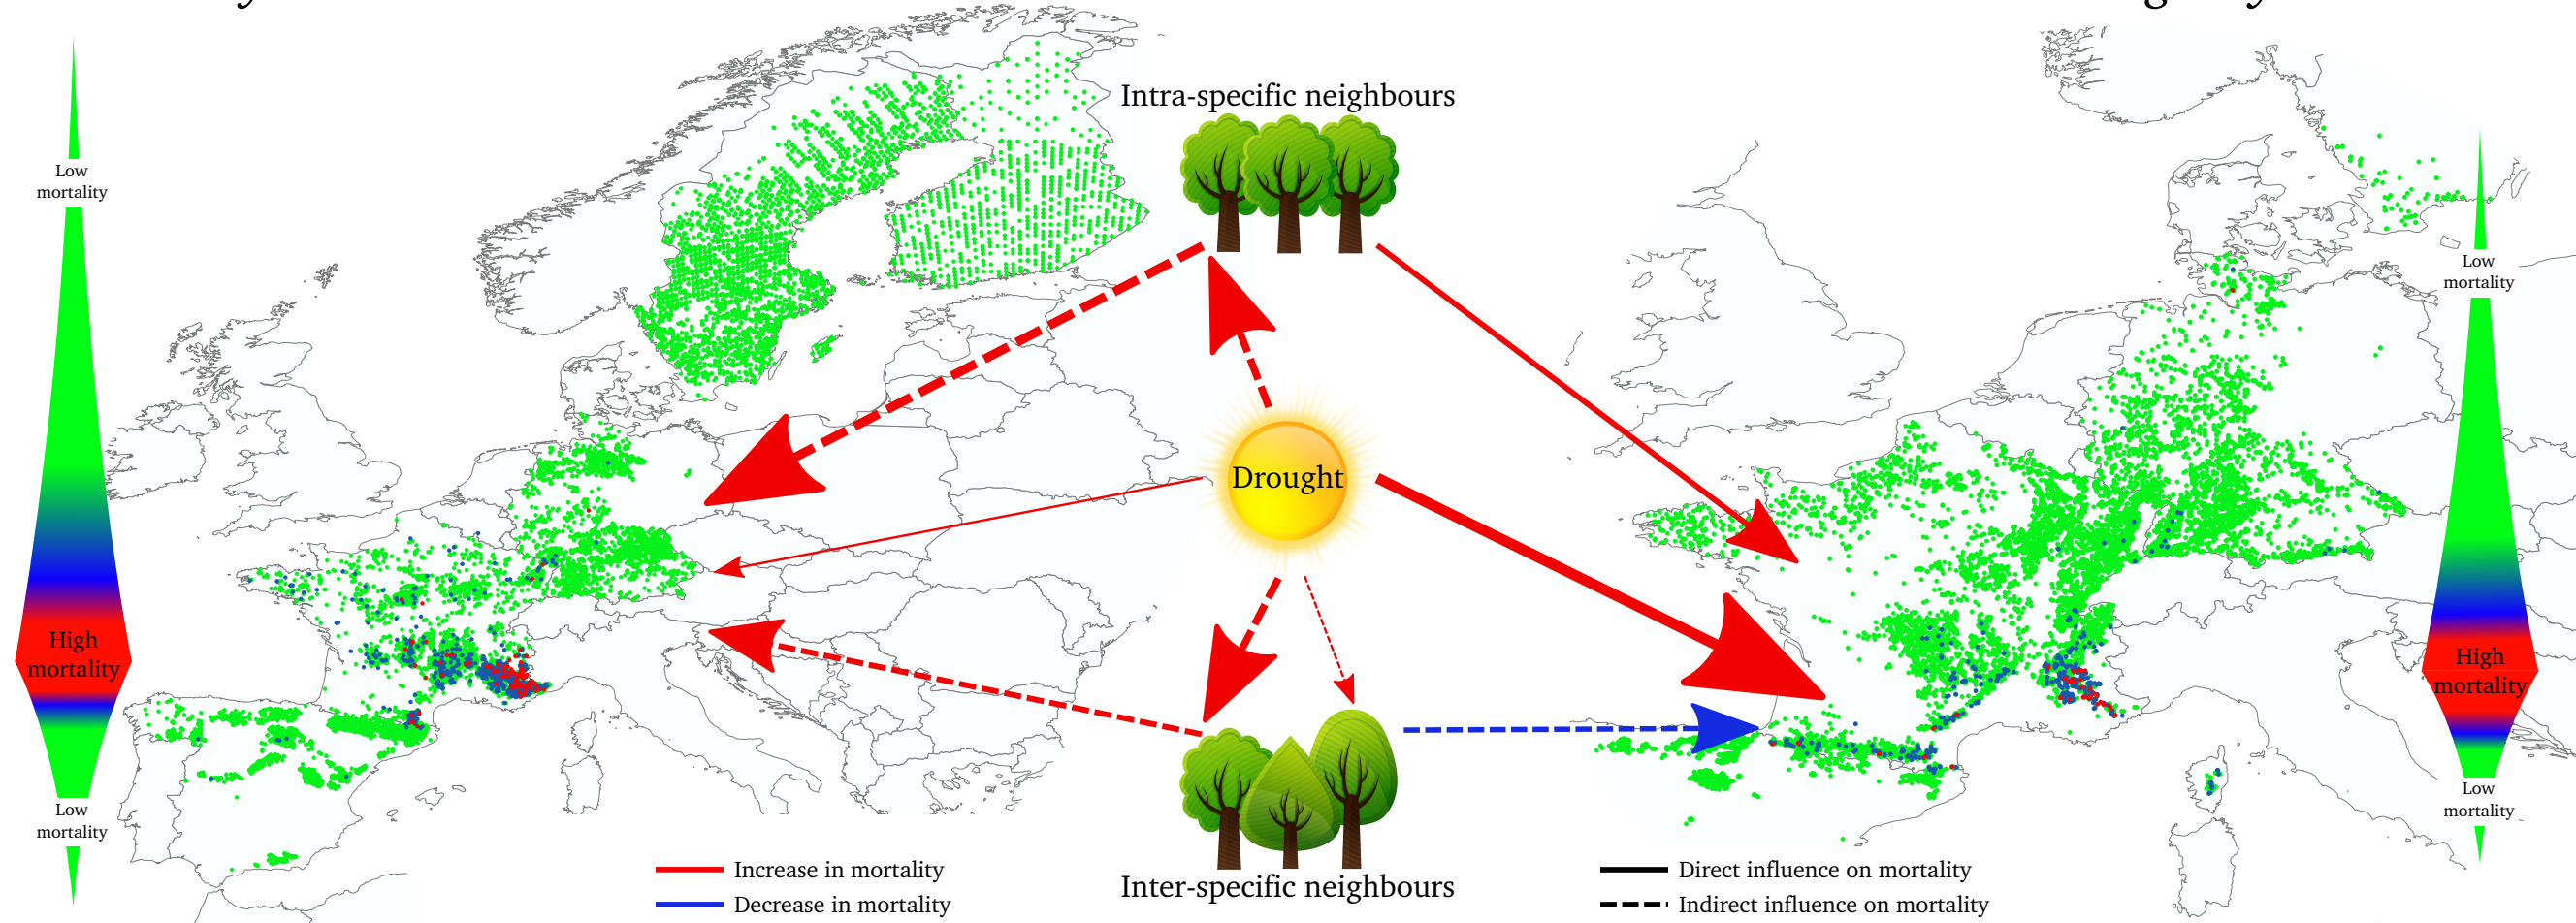 Intra-specific neighbours
Low
mortality
Low
mortality
Drought
High
mortality
High
mortality
Low
mortality
Low
mortality
Increase in mortality
Decrease in mortality
Inter-specific neighbours
Direct influence on mortality
Indirect influence on mortality